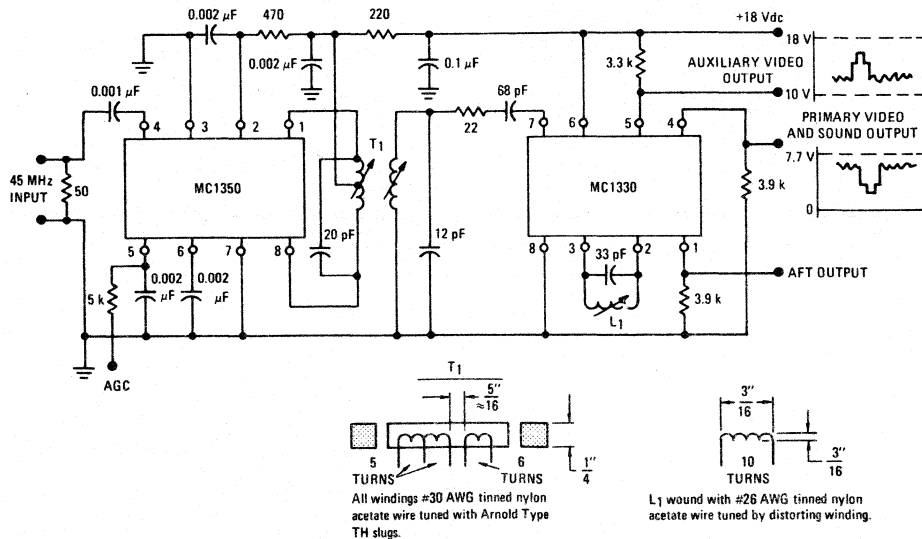 0.002 µF
470
220
+18 Vdc
18 V
3.3 k
AUXILIARY VIDEO
OUTPUT
10 V
0.001 µF
0.002
µF
0.1 µF
68 pF
22
4
3
2
1
7
6
5
4
PRIMARY VIDEO
AND SOUND OUTPUT
7.7 V
0
T1
45 MHz
INPUT
50
MC1350
MC1330
3.9 k
20 pF
12 pF
5
6
7
8
8
3
2
1
33 pF
L1
5 k
0.002
µF
0.002
µF
3.9 k
AFT OUTPUT
AGC
T1
5"
≈16
3"
16
5
TURNS
6
TURNS
1"
4
10
TURNS
3"
16
All windings #30 AWG tinned nylon
acetate wire tuned with Arnold Type
TH slugs.
L1 wound with #26 AWG tinned nylon
acetate wire tuned by distorting winding.